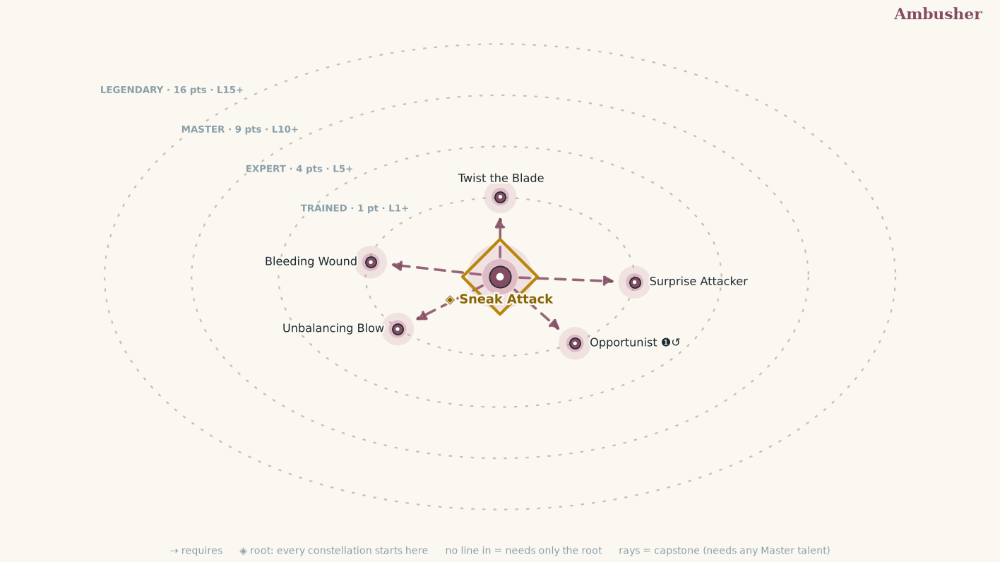 Ambusher
LEGENDARY · 16 pts · L15+
MASTER · 9 pts · L10+
EXPERT · 4 pts · L5+
Twist the Blade
TRAINED · 1 pt · L1+
Bleeding Wound
Surprise Attacker
◈ Sneak Attack
Unbalancing Blow
Opportunist ❶↺
⇢ requires ◈ root: every constellation starts here no line in = needs only the root rays = capstone (needs any Master talent)